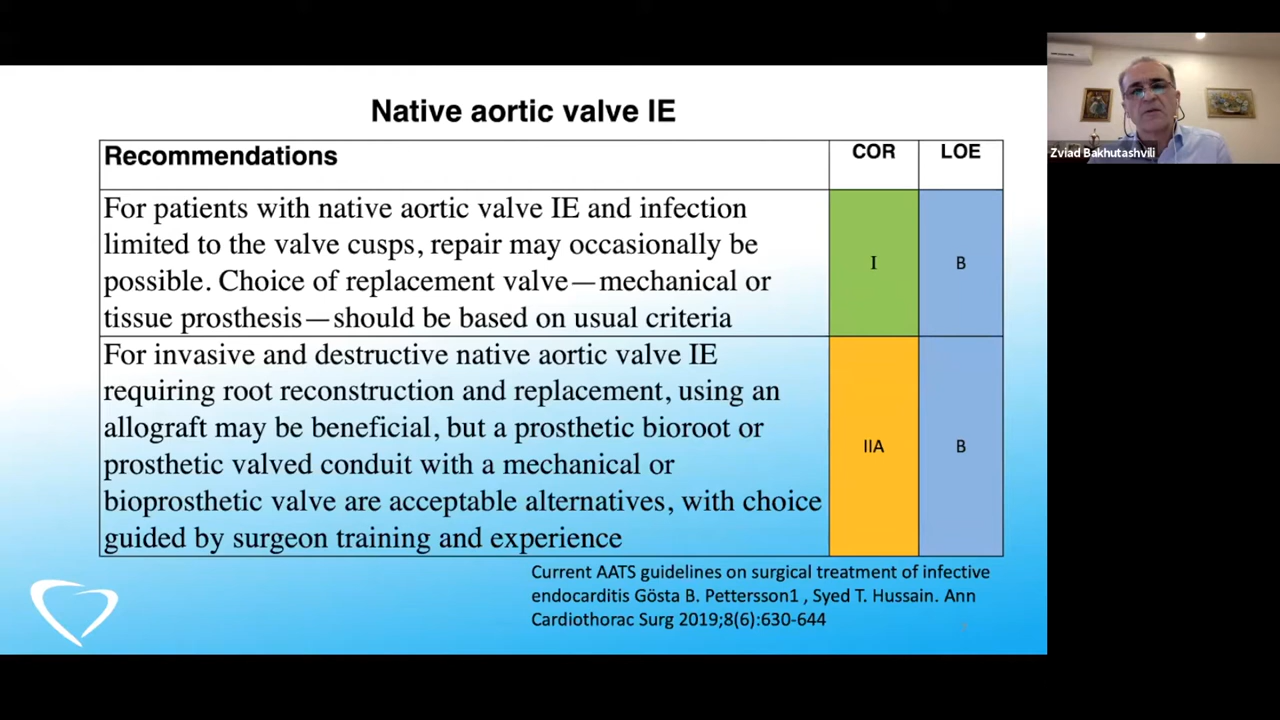 Native aortic valve IE
Recommendations
COR
LOE
For patients with native aortic valve IE and infection
limited to the valve cusps, repair may occasionally be
possible. Choice of replacement valve—mechanical or
tissue prosthesis—should be based on usual criteria
I
B
For invasive and destructive native aortic valve IE
requiring root reconstruction and replacement, using an
allograft may be beneficial, but a prosthetic bioroot or
prosthetic valved conduit with a mechanical or
bioprosthetic valve are acceptable alternatives, with choice
guided by surgeon training and experience
IIA
B
Current AATS guidelines on surgical treatment of infective
endocarditis Gösta B. Pettersson1 , Syed T. Hussain. Ann
Cardiothorac Surg 2019;8(6):630-644
Zviad Bakhutashvili